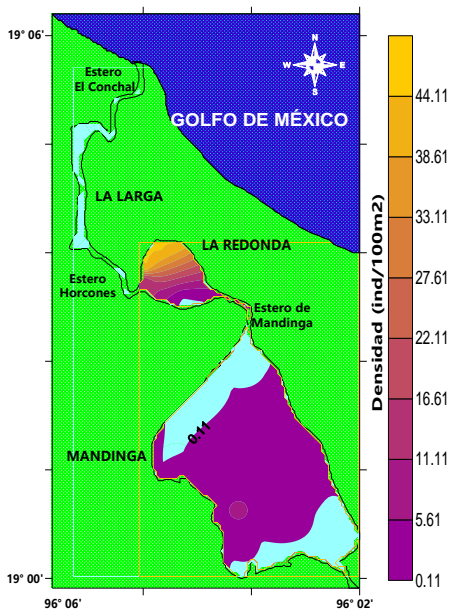 19° 06'
Estero
El Conchal
N
W
E
S
GOLFO DE MÉXICO
LA LARGA
LA REDONDA
Estero
Horcones
Estero de
Mandinga
0.11
MANDINGA
19° 00'
96° 06'
96° 02'
Densidad (ind/100m2)
44.11
38.61
33.11
27.61
22.11
16.61
11.11
5.61
0.11